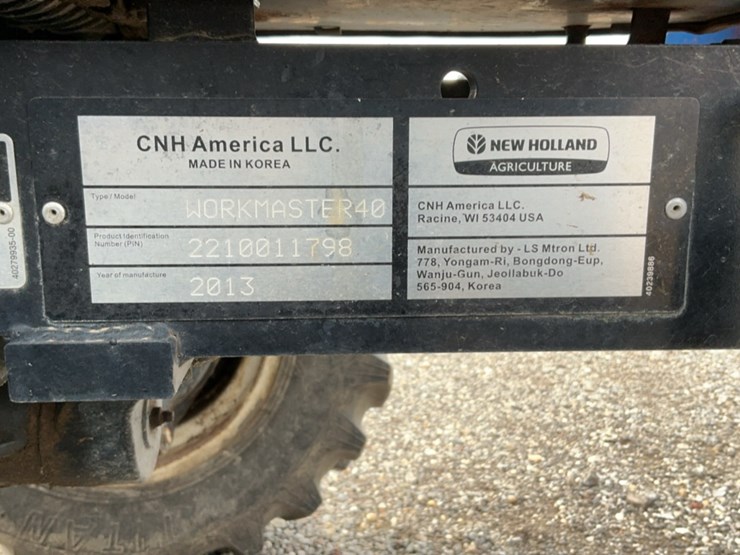 CNH America LLC.
MADE IN KOREA
Type / Model
WORKMASTER40
Product Identification
Number (PIN)
2210011798
Year of manufacture
2013
NEW HOLLAND
AGRICULTURE
CNH America LLC.
Racine, WI 53404 USA
Manufactured by - LS Mtron Ltd.
778, Yongam-Ri, Bongdong-Eup,
Wanju-Gun, Jeollabuk-Do
565-904, Korea
40239886
40279935-00
TITAN